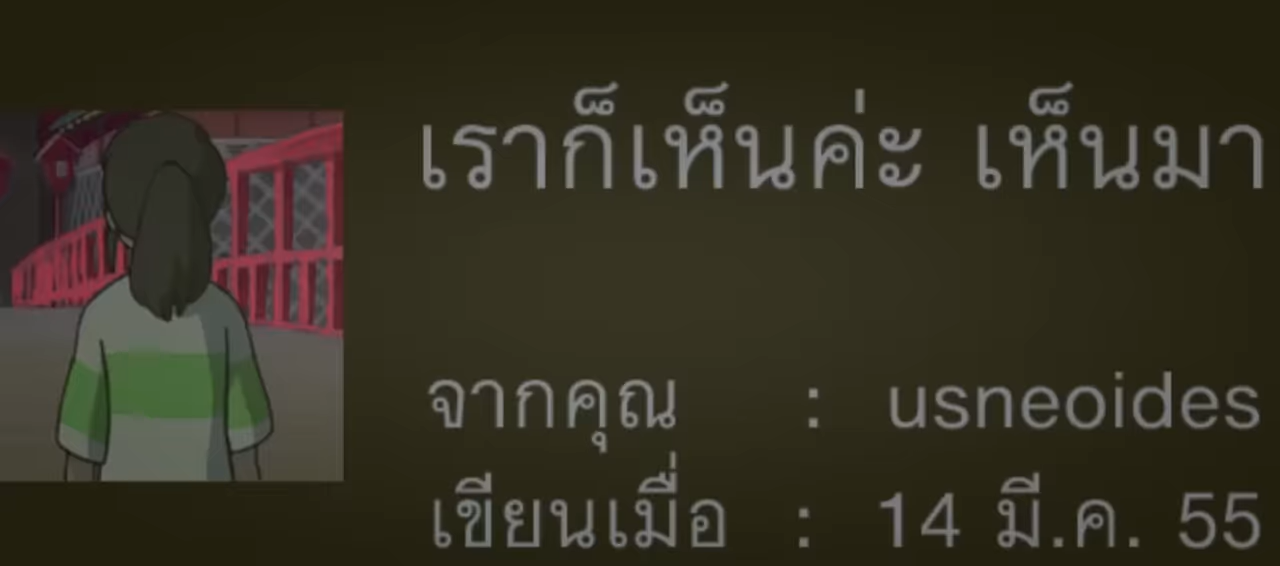 เราก็เห็นค่ะ เห็นมา
จากคุณ : usneoides
เขียนเมื่อ : 14 มี.ค. 55